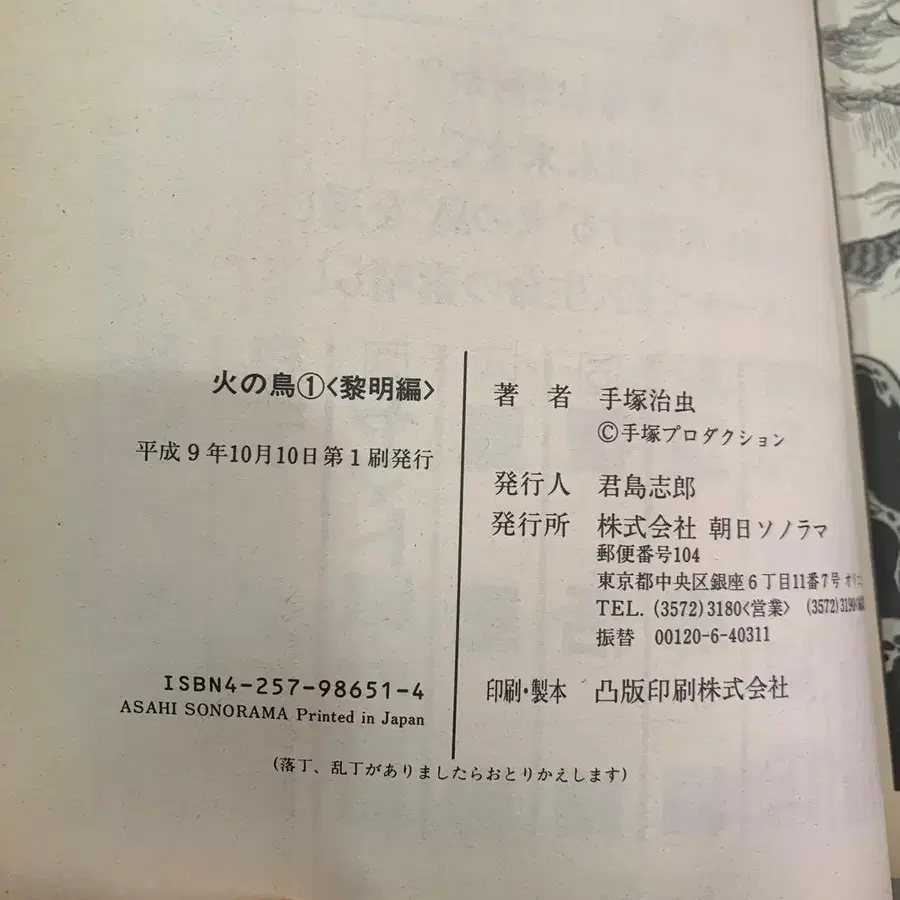 火の鳥①〈黎明編〉
平成9年10月10日第1刷発行
ISBN4-257-98651-4
ASAHI SONORAMA Printed in Japan
著 者 手塚治虫
©手塚プロダクション
発行人 君島志郎
発行所 株式会社 朝日ソノラマ
郵便番号104
東京都中央区銀座6丁目11番7号
TEL. (3572)3180〈営業〉 (3572)3190
振替 00120-6-40311
印刷・製本 凸版印刷株式会社
(落丁、乱丁がありましたらおとりかえします)